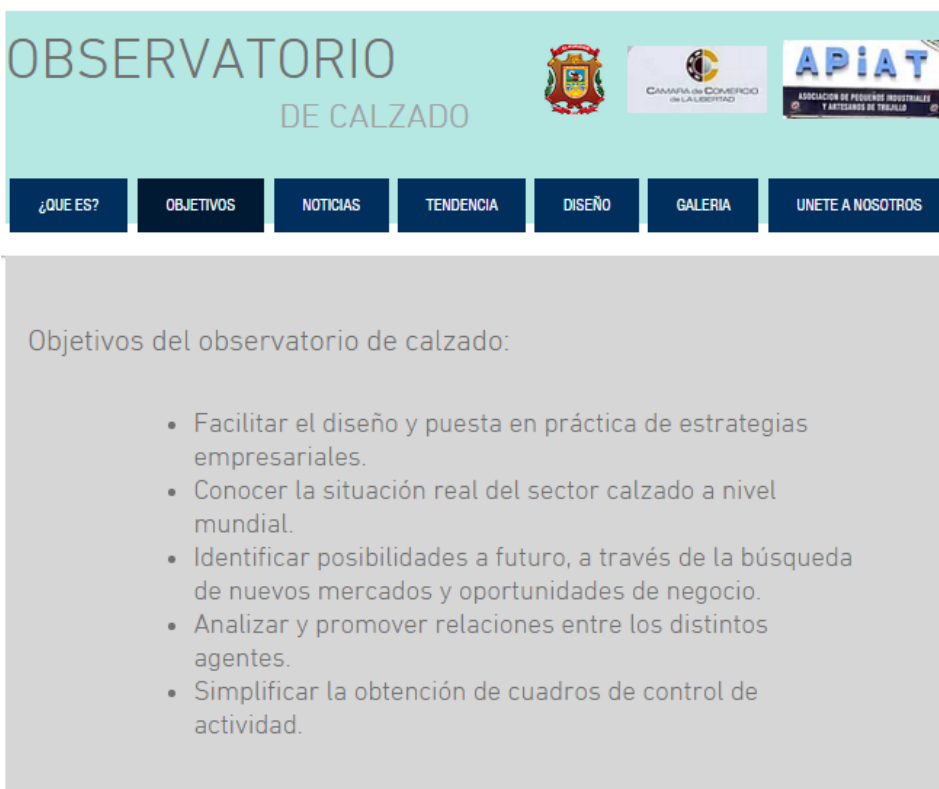 OBSERVATORIO
DE CALZADO
CAMARA de COMERCIO
de LA LIBERTAD
APiAT
ASOCIACION DE PEQUEÑOS INDUSTRIALES
Y ARTESANOS DE TRUJILLO
¿QUE ES?
OBJETIVOS
NOTICIAS
TENDENCIA
DISEÑO
GALERIA
UNETE A NOSOTROS
Objetivos del observatorio de calzado:
• Facilitar el diseño y puesta en práctica de estrategias
empresariales.
• Conocer la situación real del sector calzado a nivel
mundial.
• Identificar posibilidades a futuro, a través de la búsqueda
de nuevos mercados y oportunidades de negocio.
• Analizar y promover relaciones entre los distintos
agentes.
• Simplificar la obtención de cuadros de control de
actividad.